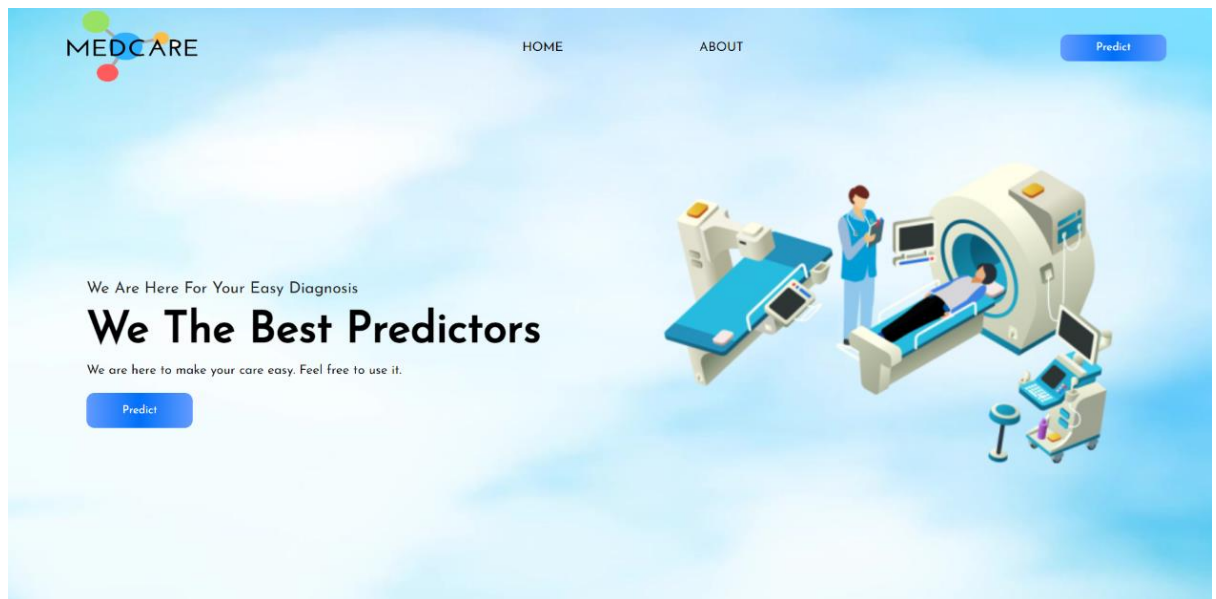 MEDCARE
HOME
ABOUT
Predict
We Are Here For Your Easy Diagnosis
We The Best Predictors
We are here to make your care easy. Feel free to use it.
Predict